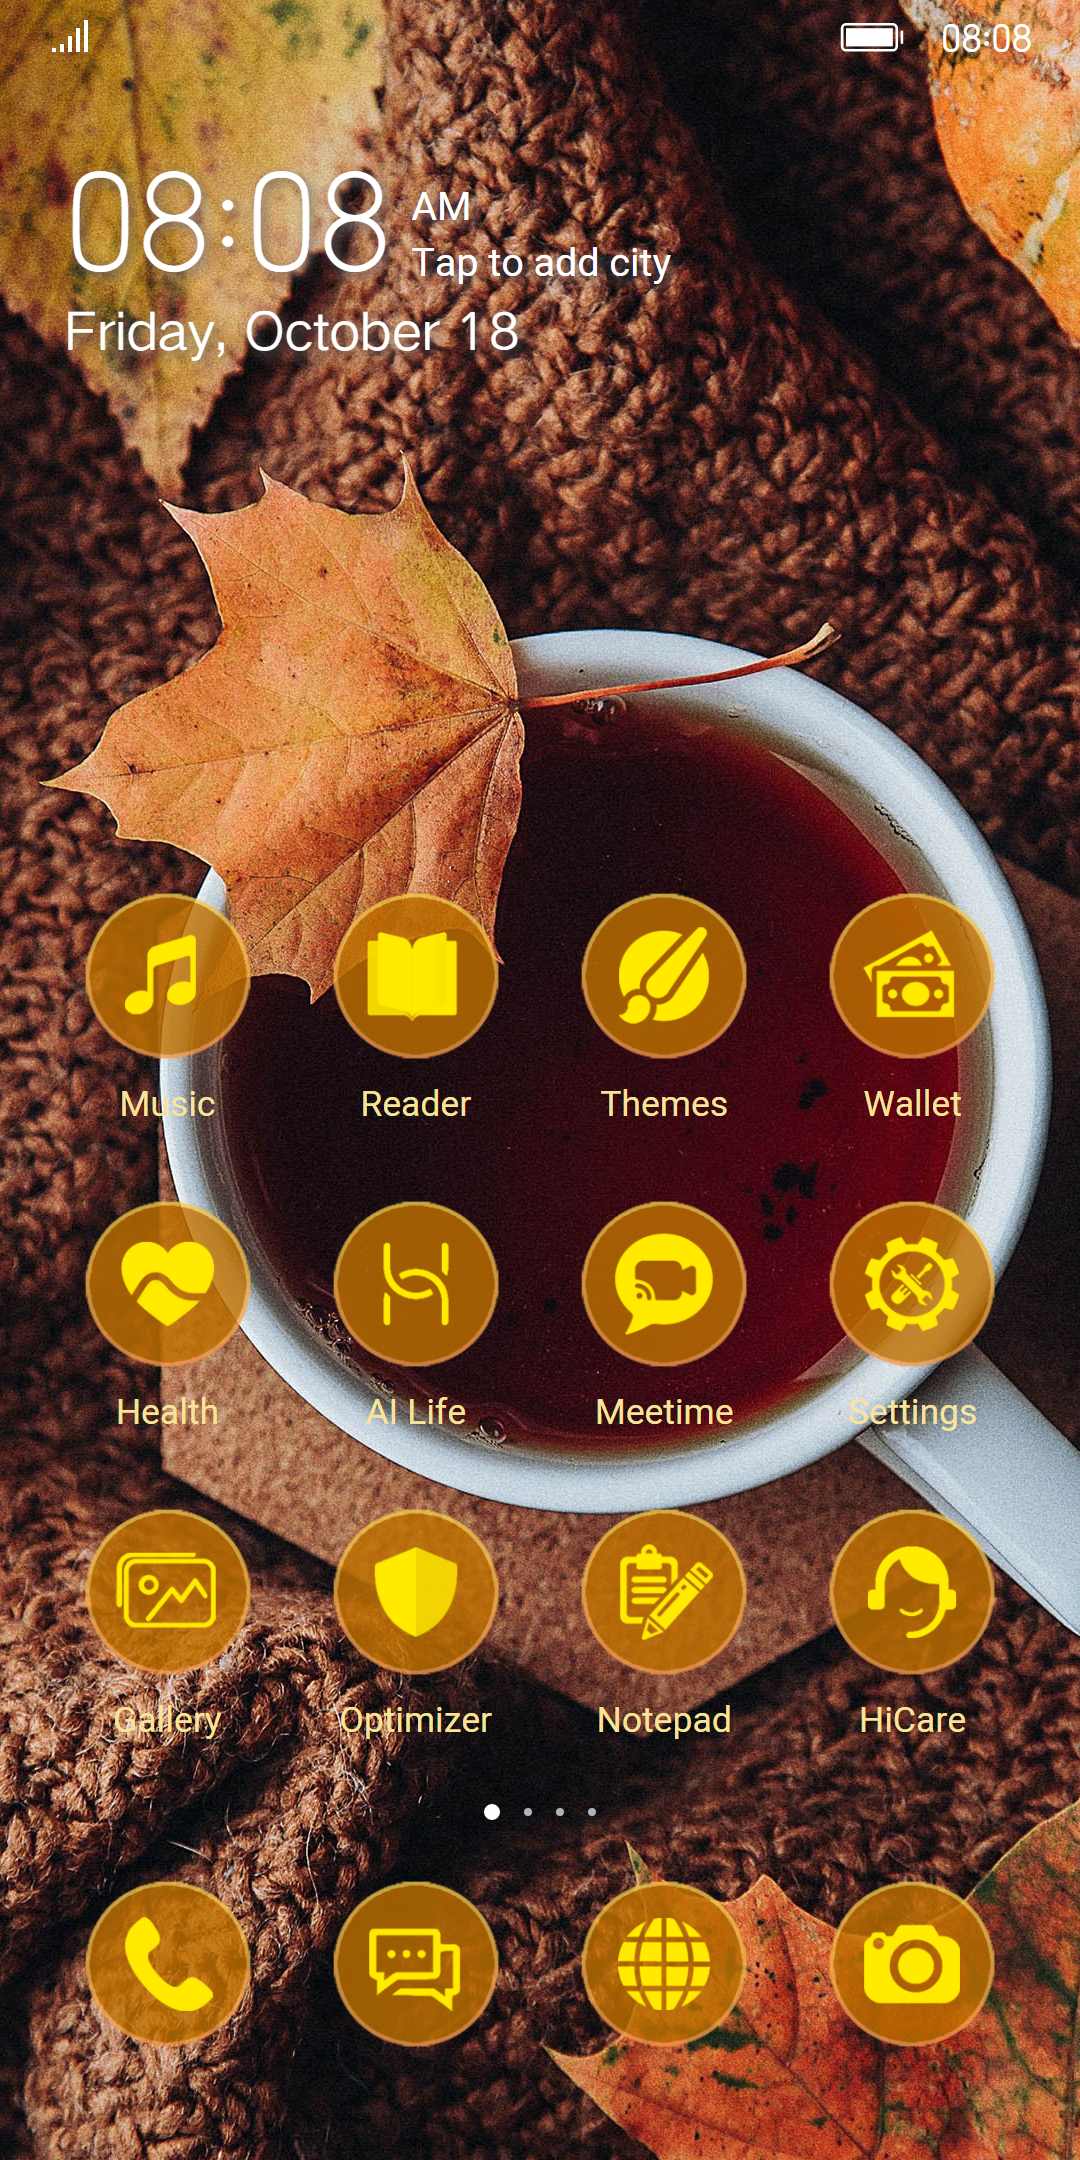 08:08
08:08 AM
Tap to add city
Friday, October 18
Music Reader Themes Wallet
Health AI Life Meetime Settings
Gallery Optimizer Notepad HiCare